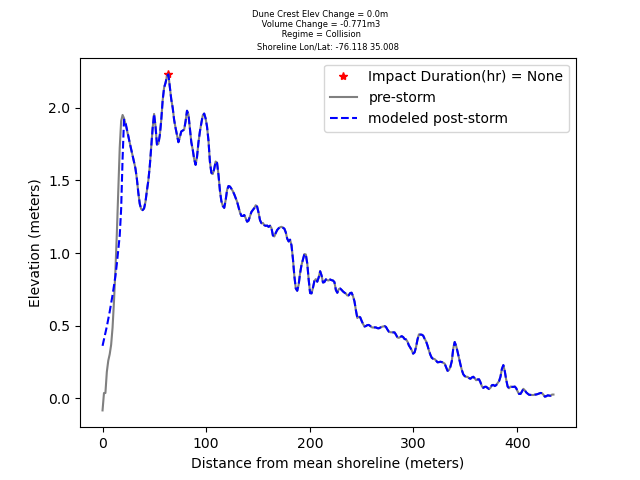 Dune Crest Elev Change = 0.0m
Volume Change = -0.771m3
Regime = Collision
Shoreline Lon/Lat: -76.118 35.008
Impact Duration(hr) = None
pre-storm
modeled post-storm
Elevation (meters)
2.0
1.5
1.0
0.5
0.0
0 100 200 300 400
Distance from mean shoreline (meters)